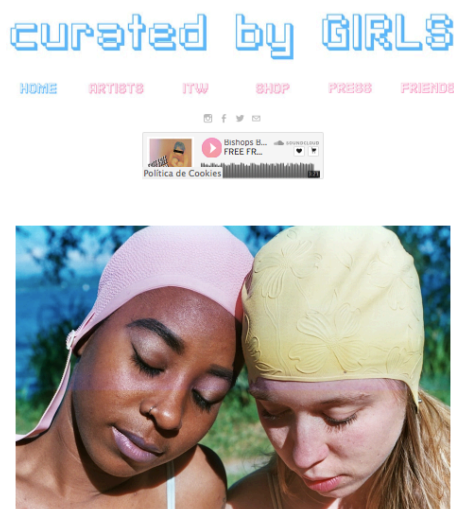 curated by GIRLS
HOME ARTISTS ITW SHOP PRESS FRIENDS
Bishops B...
SOUNDCLOUD
FREE FR...
Política de Cookies